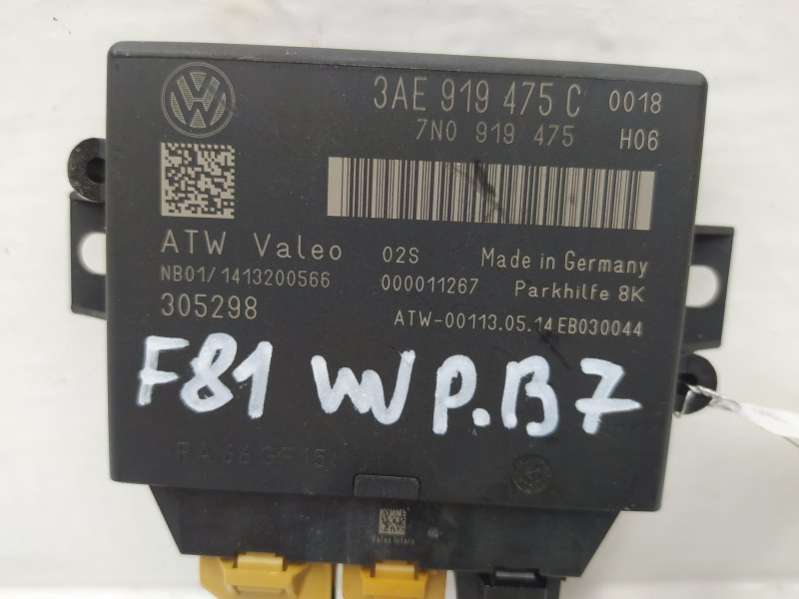 3AE 919 475 C 0018
7N0 919 475 H06
ATW Valeo 02S Made in Germany
NB01/1413200566 000011267 Parkhilfe 8K
305298 ATW-00113.05.14EB030044
F81 VW P.B7